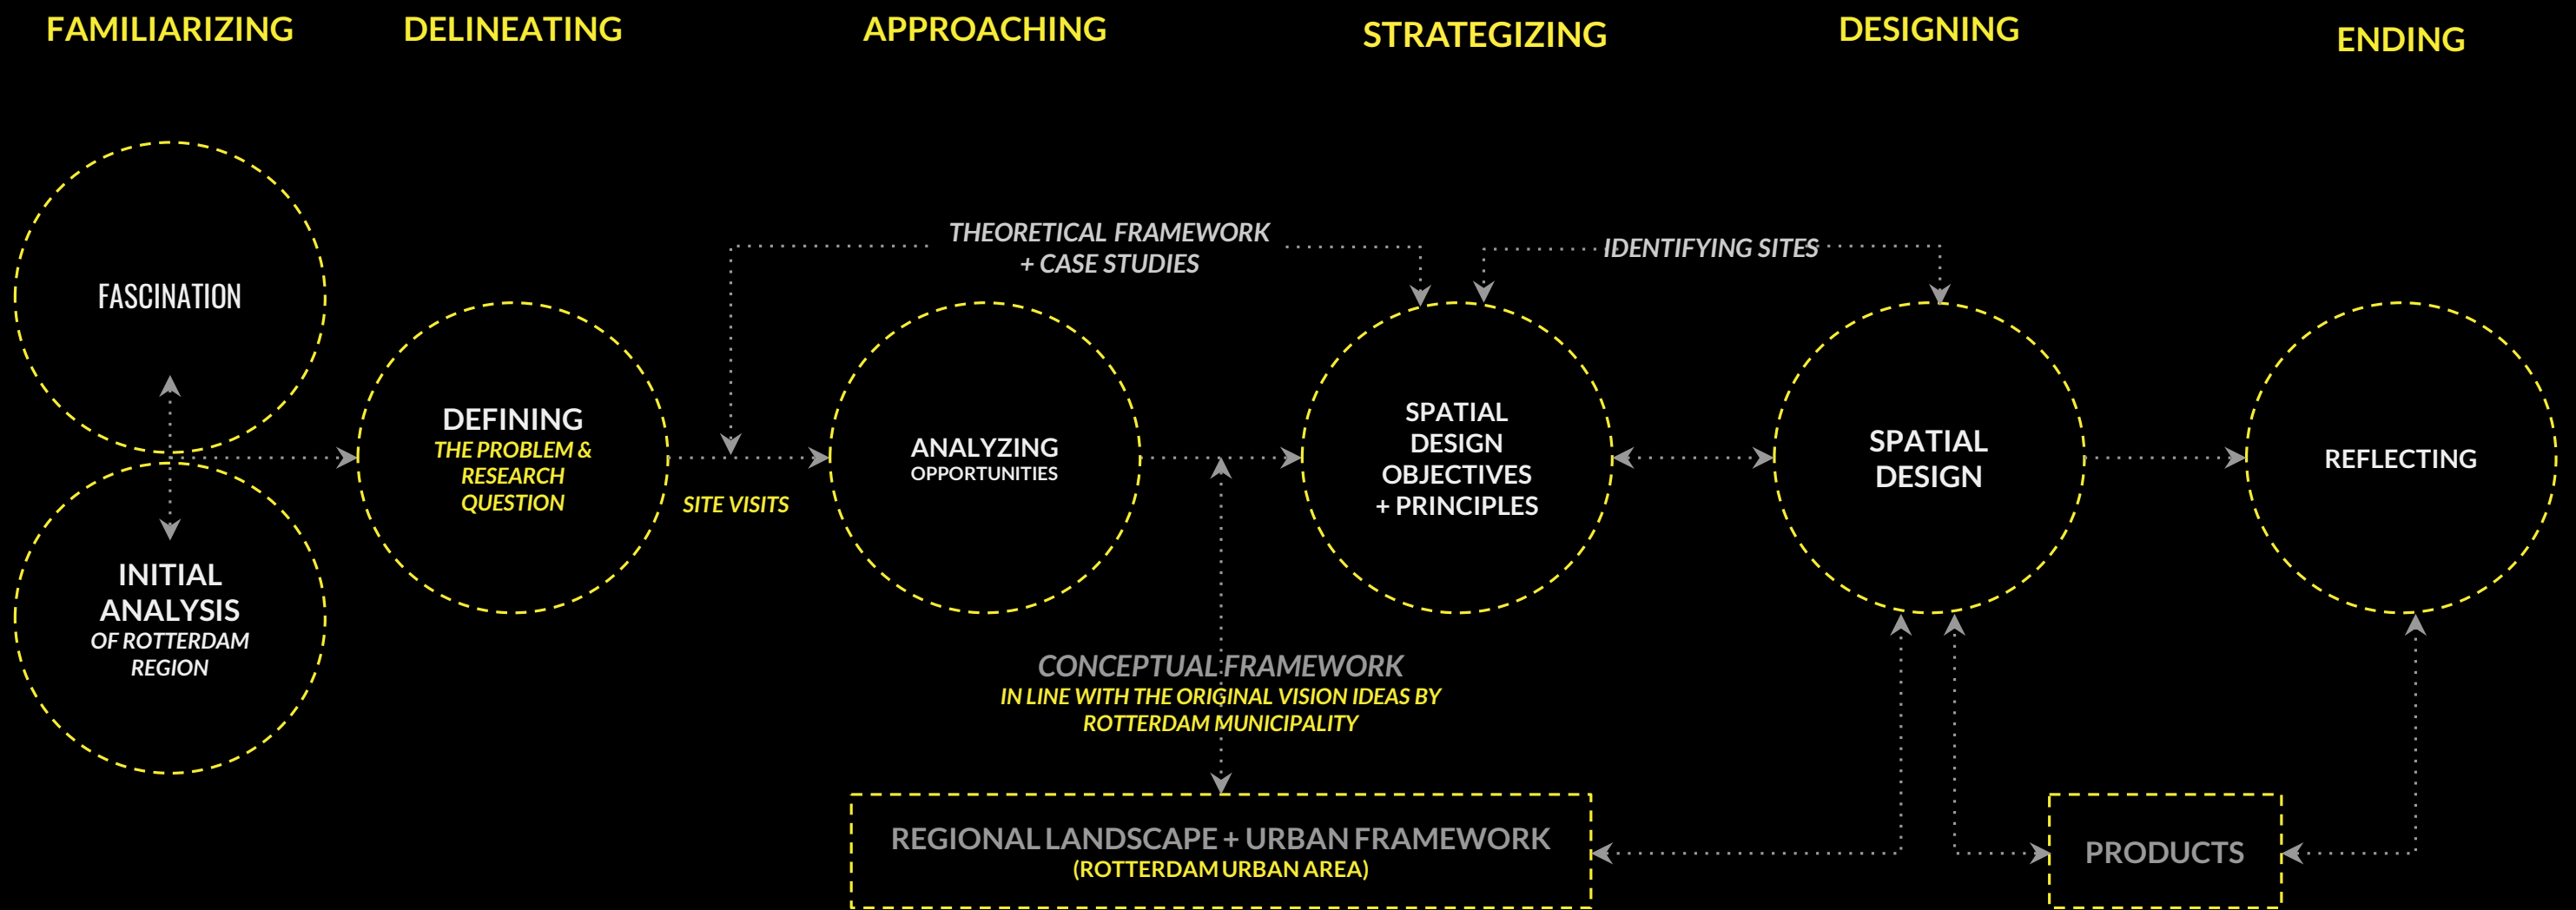 FAMILIARIZING
DELINEATING
APPROACHING
STRATEGIZING
DESIGNING
ENDING
FASCINATION
INITIAL
ANALYSIS
OF ROTTERDAM
REGION
DEFINING
THE PROBLEM &
RESEARCH
QUESTION
SITE VISITS
THEORETICAL FRAMEWORK
+ CASE STUDIES
ANALYZING
OPPORTUNITIES
CONCEPTUAL FRAMEWORK
IN LINE WITH THE ORIGINAL VISION IDEAS BY
ROTTERDAM MUNICIPALITY
REGIONAL LANDSCAPE + URBAN FRAMEWORK
(ROTTERDAM URBAN AREA)
IDENTIFYING SITES
SPATIAL
DESIGN
OBJECTIVES
+ PRINCIPLES
SPATIAL
DESIGN
PRODUCTS
REFLECTING